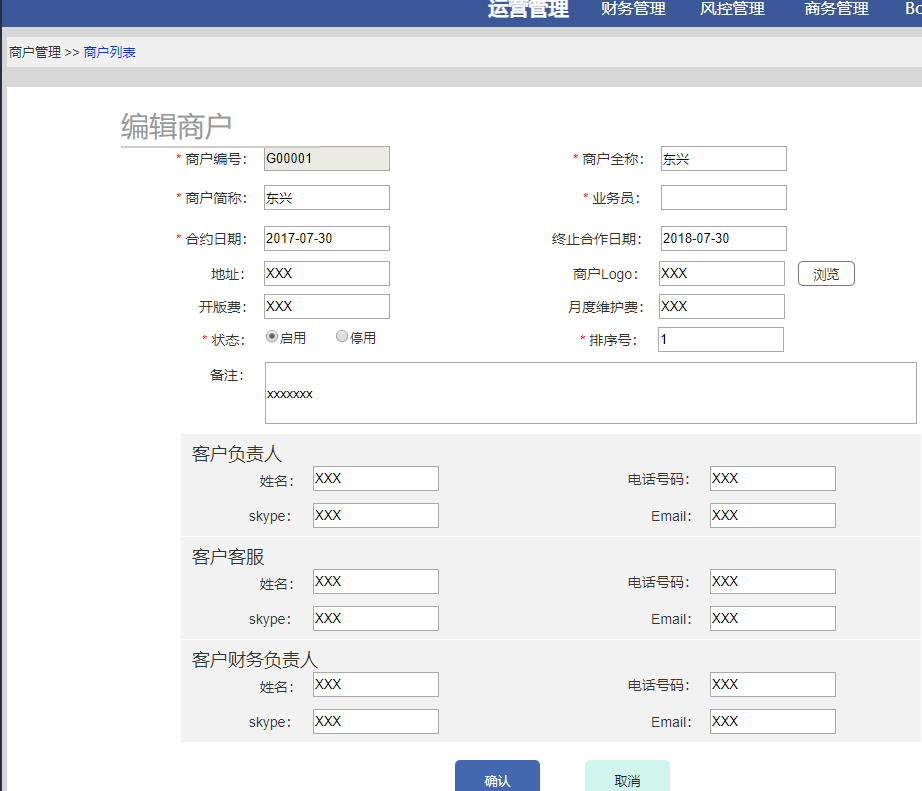 运营管理 财务管理 风控管理 商务管理
商户管理 >> 商户列表
编辑商户
* 商户编号: G00001 * 商户全称: 东兴
* 商户简称: 东兴 * 业务员:
* 合约日期: 2017-07-30 终止合作日期: 2018-07-30
地址: XXX 商户Logo: XXX 浏览
开版费: XXX 月度维护费: XXX
* 状态: 启用 停用 * 排序号: 1
备注: xxxxxxx
客户负责人
姓名: XXX 电话号码: XXX
skype: XXX Email: XXX
客户客服
姓名: XXX 电话号码: XXX
skype: XXX Email: XXX
客户财务负责人
姓名: XXX 电话号码: XXX
skype: XXX Email: XXX
确认 取消